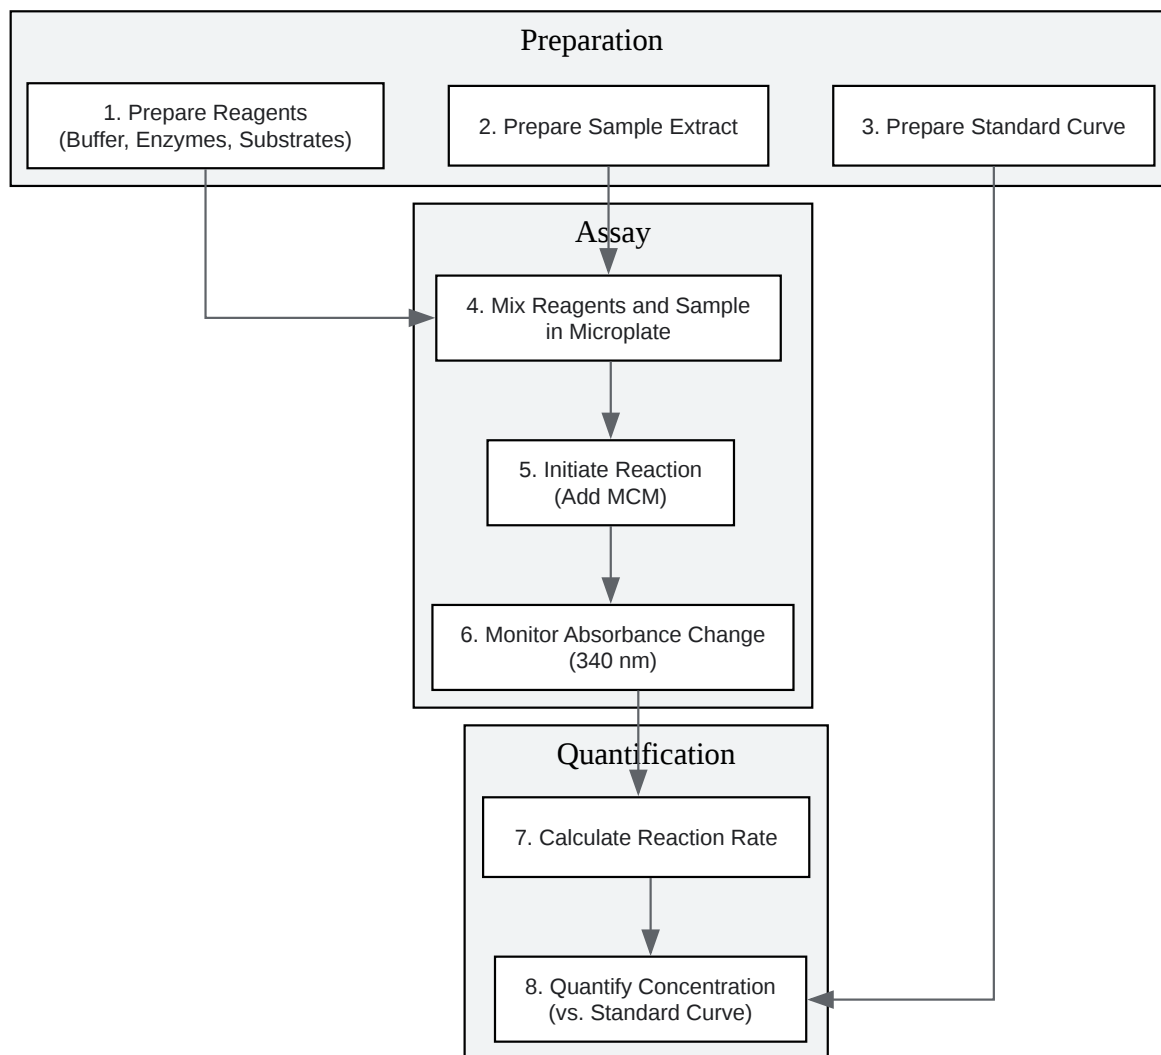 Preparation
1. Prepare Reagents
(Buffer, Enzymes, Substrates)
2. Prepare Sample Extract
3. Prepare Standard Curve
Assay
4. Mix Reagents and Sample
in Microplate
5. Initiate Reaction
(Add MCM)
6. Monitor Absorbance Change
(340 nm)
Quantification
7. Calculate Reaction Rate
8. Quantify Concentration
(vs. Standard Curve)